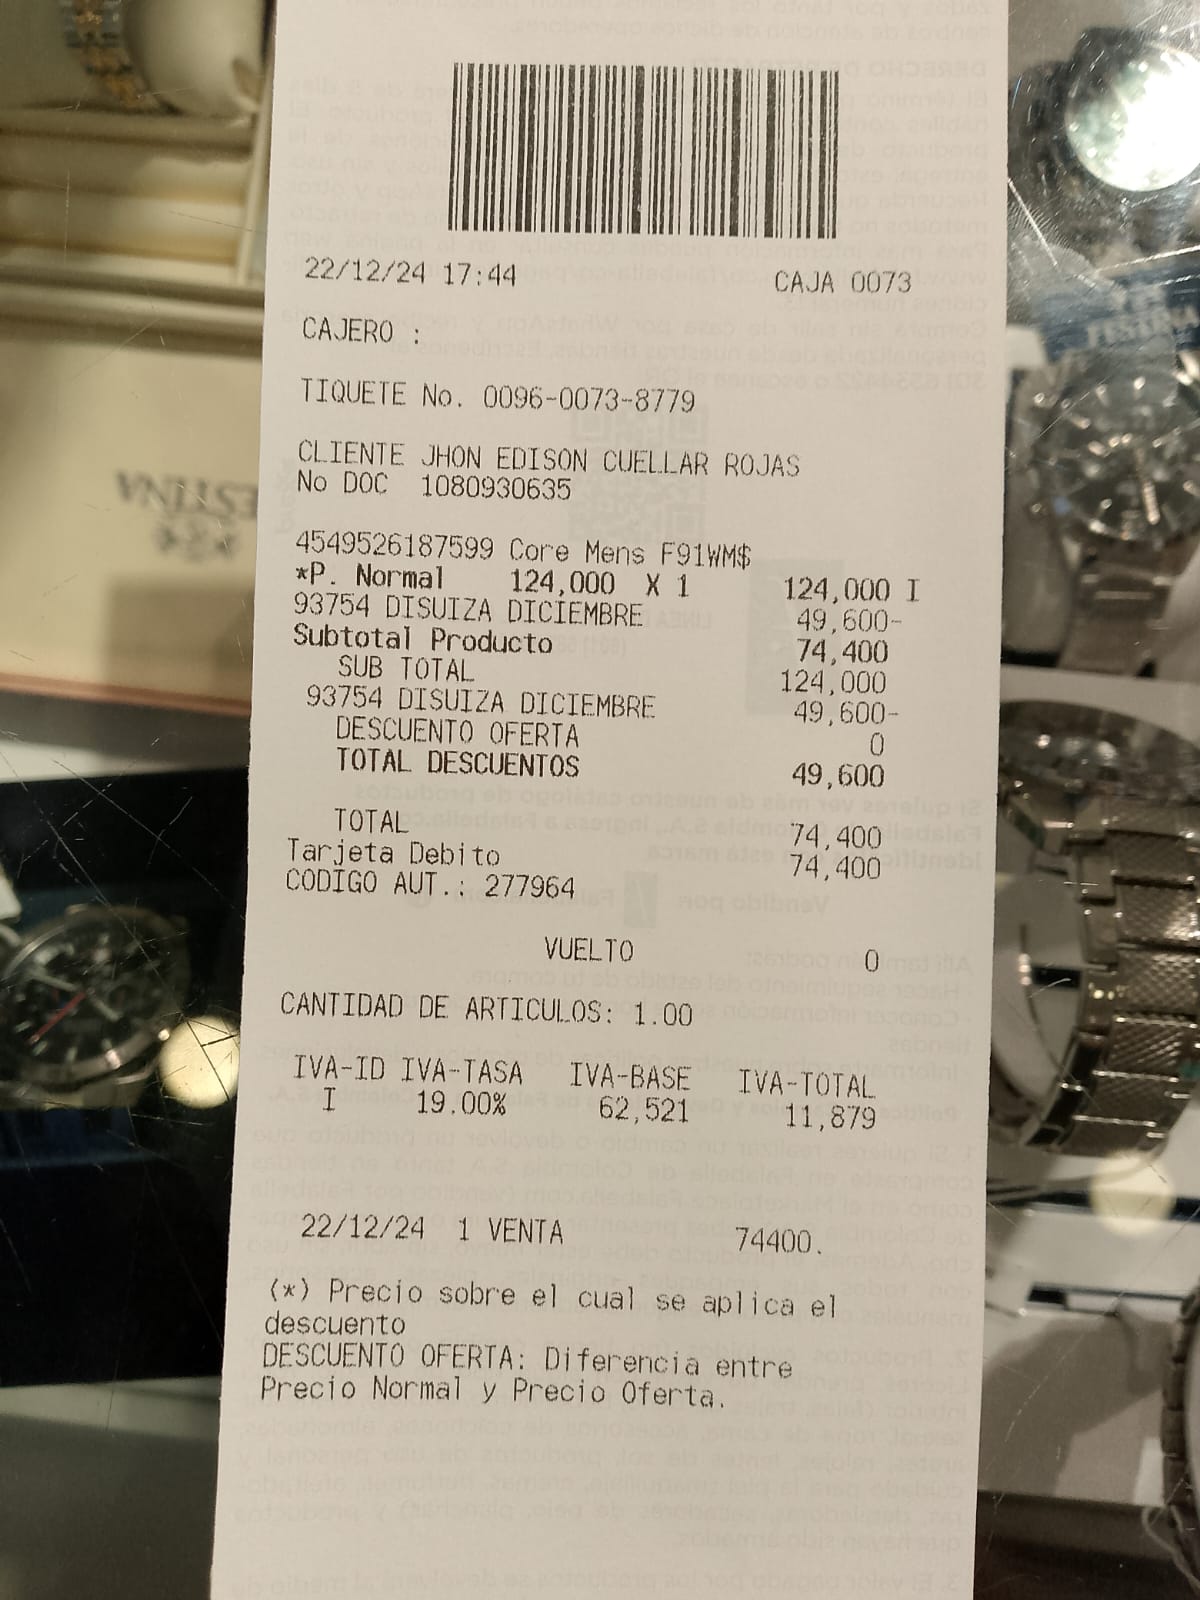 22/12/24 17:44 CAJA 0073
CAJERO :
TIQUETE No. 0096-0073-8779
CLIENTE JHON EDISON CUELLAR ROJAS
No DOC 1080930635
4549526187599 Core Mens F91WM$
*P. Normal 124,000 X 1 124,000 I
93754 DISUIZA DICIEMBRE 49,600-
Subtotal Producto 74,400
SUB TOTAL 124,000
93754 DISUIZA DICIEMBRE 49,600-
DESCUENTO OFERTA 0
TOTAL DESCUENTOS 49,600
TOTAL 74,400
Tarjeta Debito 74,400
CODIGO AUT.: 277964
VUELTO 0
CANTIDAD DE ARTICULOS: 1.00
IVA-ID IVA-TASA IVA-BASE IVA-TOTAL
I 19.00% 62,521 11,879
22/12/24 1 VENTA 74400.
(*) Precio sobre el cual se aplica el
descuento
DESCUENTO OFERTA: Diferencia entre
Precio Normal y Precio Oferta.